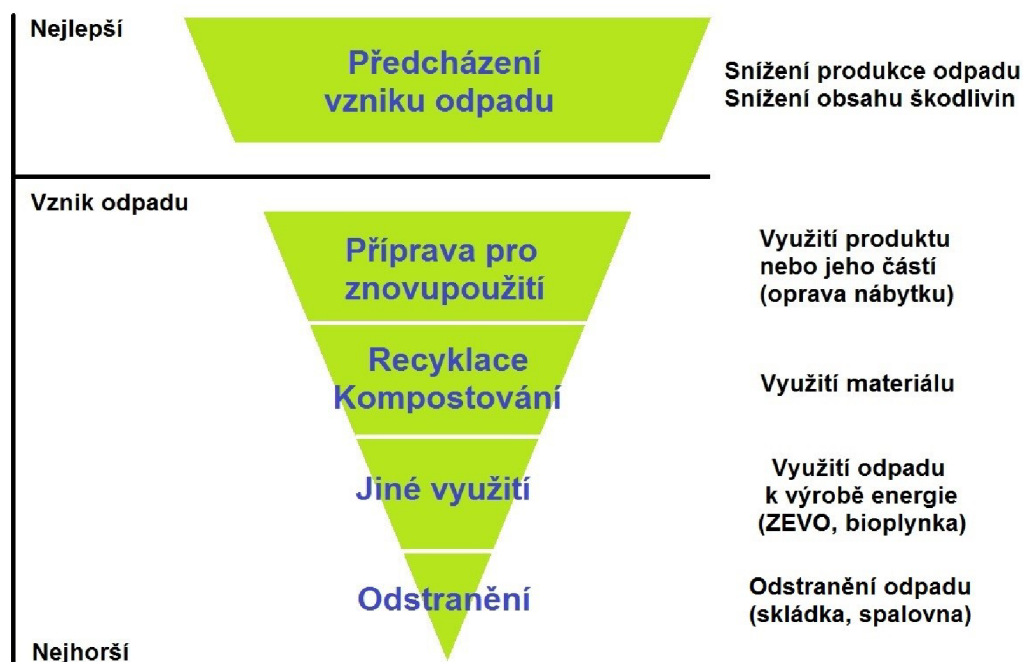 Nejlepší
Předcházení
vzniku odpadu
Snížení produkce odpadu
Snížení obsahu škodlivin
Vznik odpadu
Příprava pro
znovupoužití
Využití produktu
nebo jeho částí
(oprava nábytku)
Recyklace
Kompostování
Využití materiálu
Jiné využití
Využití odpadu
k výrobě energie
(ZEVO, bioplynka)
Odstranění
Odstranění odpadu
(skládka, spalovna)
Nejhorší